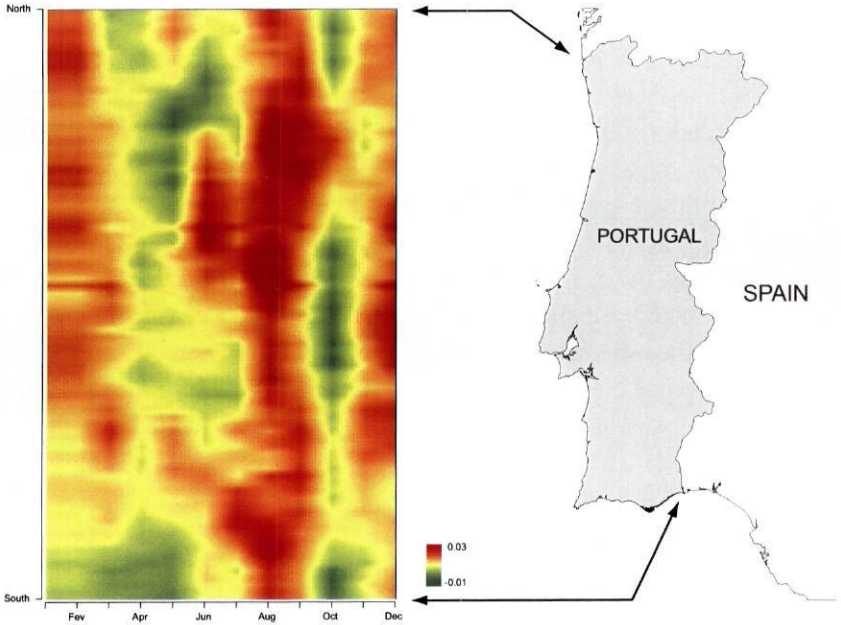 North
PORTUGAL
SPAIN
0.03
-0.01
South
Fev Apr Jun Aug Oct Dec